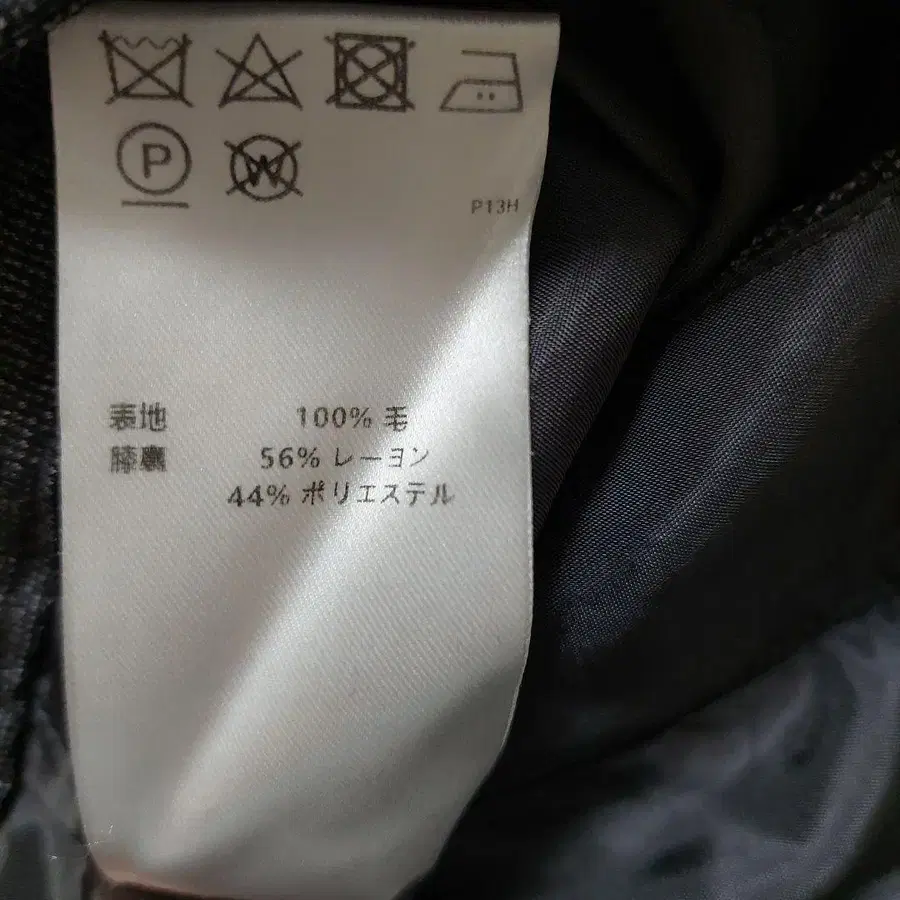 P
W
P13H
表地 100% 毛
膝裏 56% レーヨン
44% ポリエステル